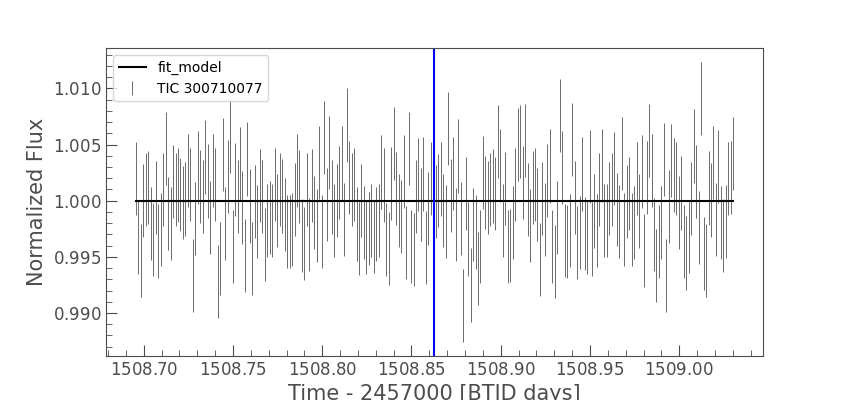 fit_model
TIC 300710077
1.010
1.005
1.000
0.995
0.990
Normalized Flux
1508.70 1508.75 1508.80 1508.85 1508.90 1508.95 1509.00
Time - 2457000 [BTJD days]